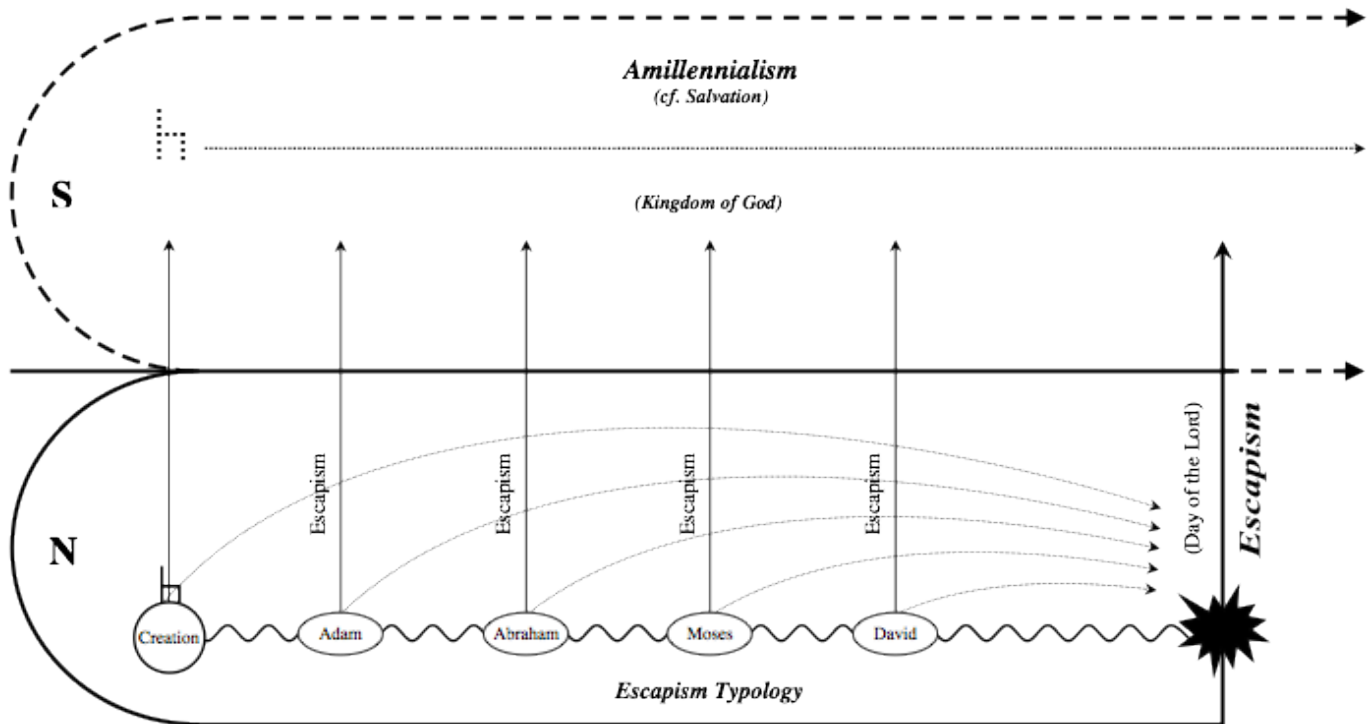 Amillennialism
(cf. Salvation)
S
(Kingdom of God)
Escapism
Escapism
Escapism
Escapism
(Day of the Lord)
Escapism
N
Creation
Adam
Abraham
Moses
David
Escapism Typology